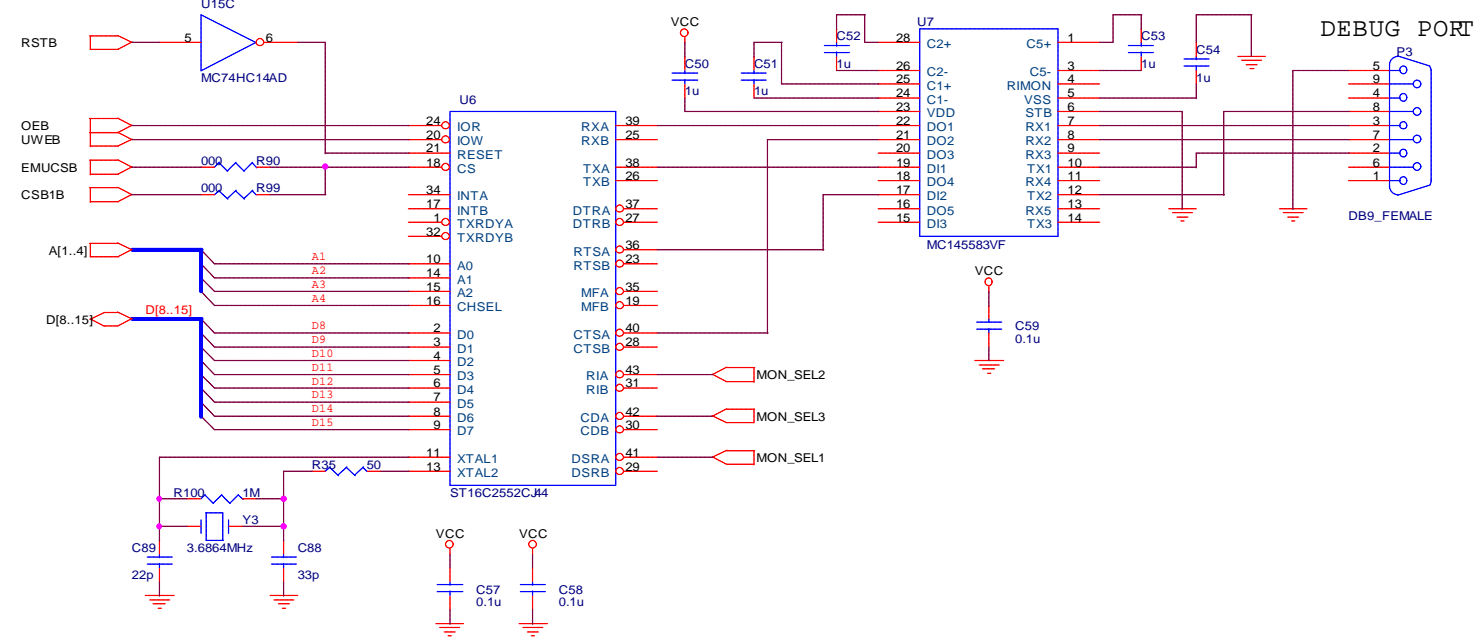 U15C
RSTB 5 6
MC74HC14AD
VCC
C50
1u
C51
1u
C52
1u
U7
28 C2+ C5+ 1
26 C2- C5- 3
25 C1+ RIMON 4
24 C1- VSS 5
23 VDD STB 6
22 DO1 RX1 7
21 DO2 RX2 8
20 DO3 RX3 9
19 DI1 TX1 10
18 DO4 RX4 11
17 DI2 TX2 12
16 DO5 RX5 13
15 DI3 TX3 14
MC145583VF
C53
1u
C54
1u
DEBUG PORT
P3
5
9
4
8
3
7
2
6
1
DB9_FEMALE
U6
OEB 24 IOR RXA 39
UWEB 20 IOW RXB 25
21 RESET
EMUCSB 000 R90 18 CS TXA 38
TXB 26
CSB1B 000 R99
34 INTA
17 INTB DTRA 37
1 TXRDYA DTRB 27
32 TXRDYB
RTSA 36
RTSB 23
A[1..4] A1 10 A0
A2 14 A1
A3 15 A2 MFA 35
A4 16 CHSEL MFB 19
D[8..15] D[8..15]
D8 2 D0 CTSA 40
D9 3 D1 CTSB 28
D10 4 D2
D11 5 D3 RIA 43 MON_SEL2
D12 6 D4 RIB 31
D13 7 D5
D14 8 D6 CDA 42 MON_SEL3
D15 9 D7 CDB 30
11 XTAL1 DSRA 41 MON_SEL1
R35 50 13 XTAL2 DSRB 29
ST16C2552CJ44
R100 1M
Y3
3.6864MHz
C89
22p
C88
33p
VCC
C57
0.1u
VCC
C58
0.1u
VCC
C59
0.1u